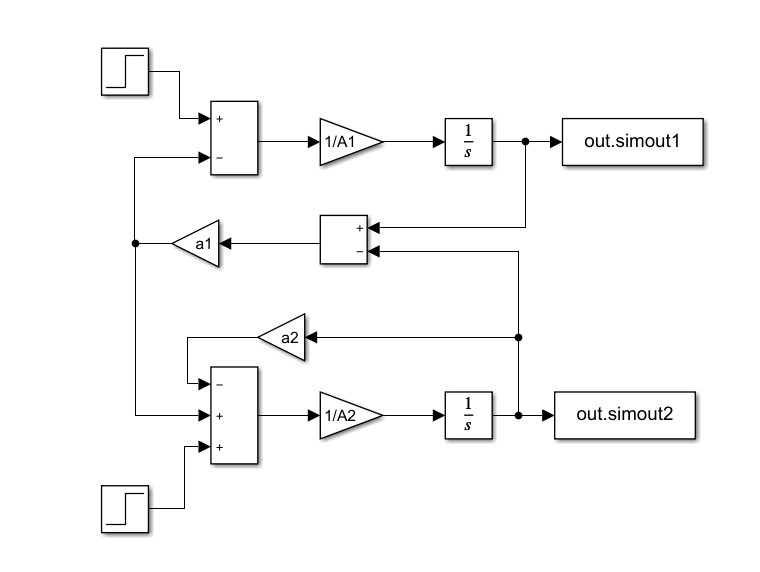 +
−
1/A1
1
s
out.simout1
a1
+
−
a2
−
+
+
1/A2
1
s
out.simout2